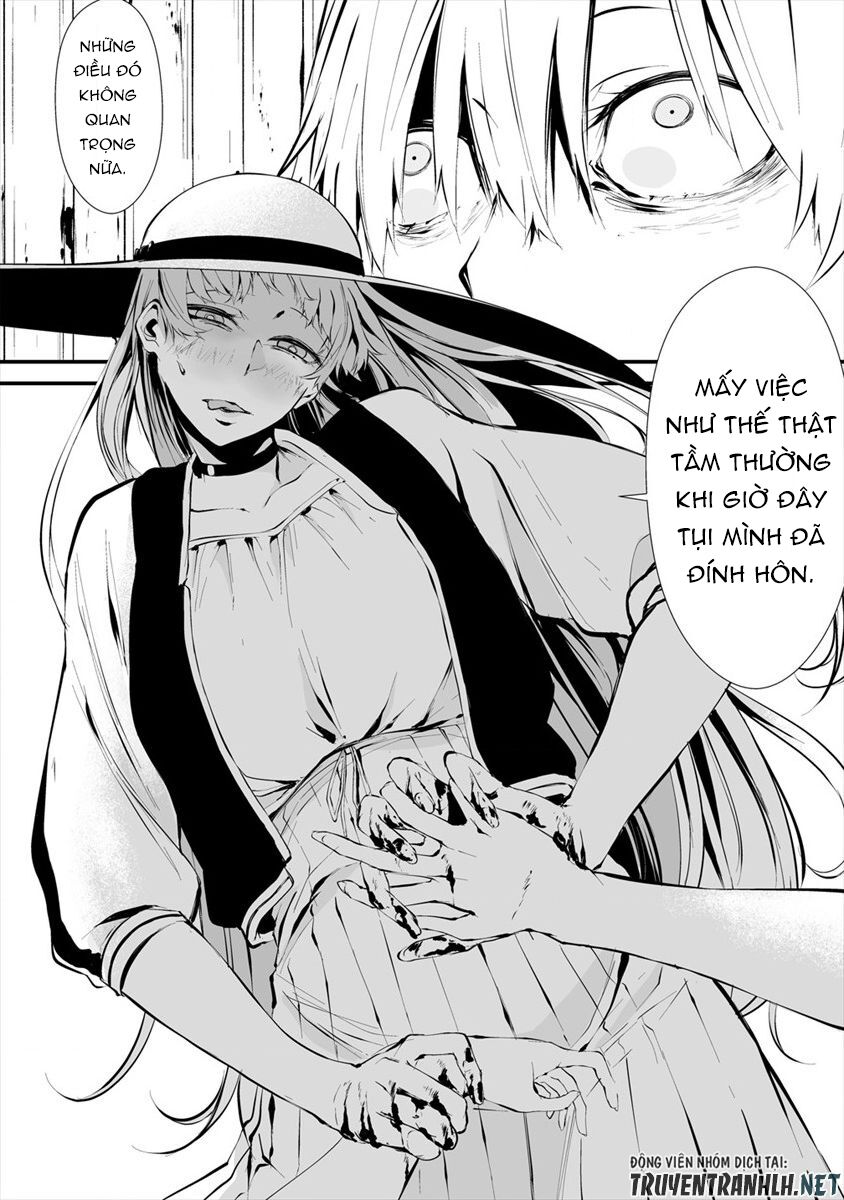 NHỮNG
ĐIỀU ĐÓ
KHÔNG
QUAN
TRỌNG
NỮA.
MẤY VIỆC
NHƯ THẾ THẬT
TẦM THƯỜNG
KHI GIỜ ĐÂY
TỤI MÌNH ĐÃ
ĐÍNH HÔN.
ĐỘNG VIÊN NHÓM DỊCH TẠI:
TRUYENTRANHLH.NET